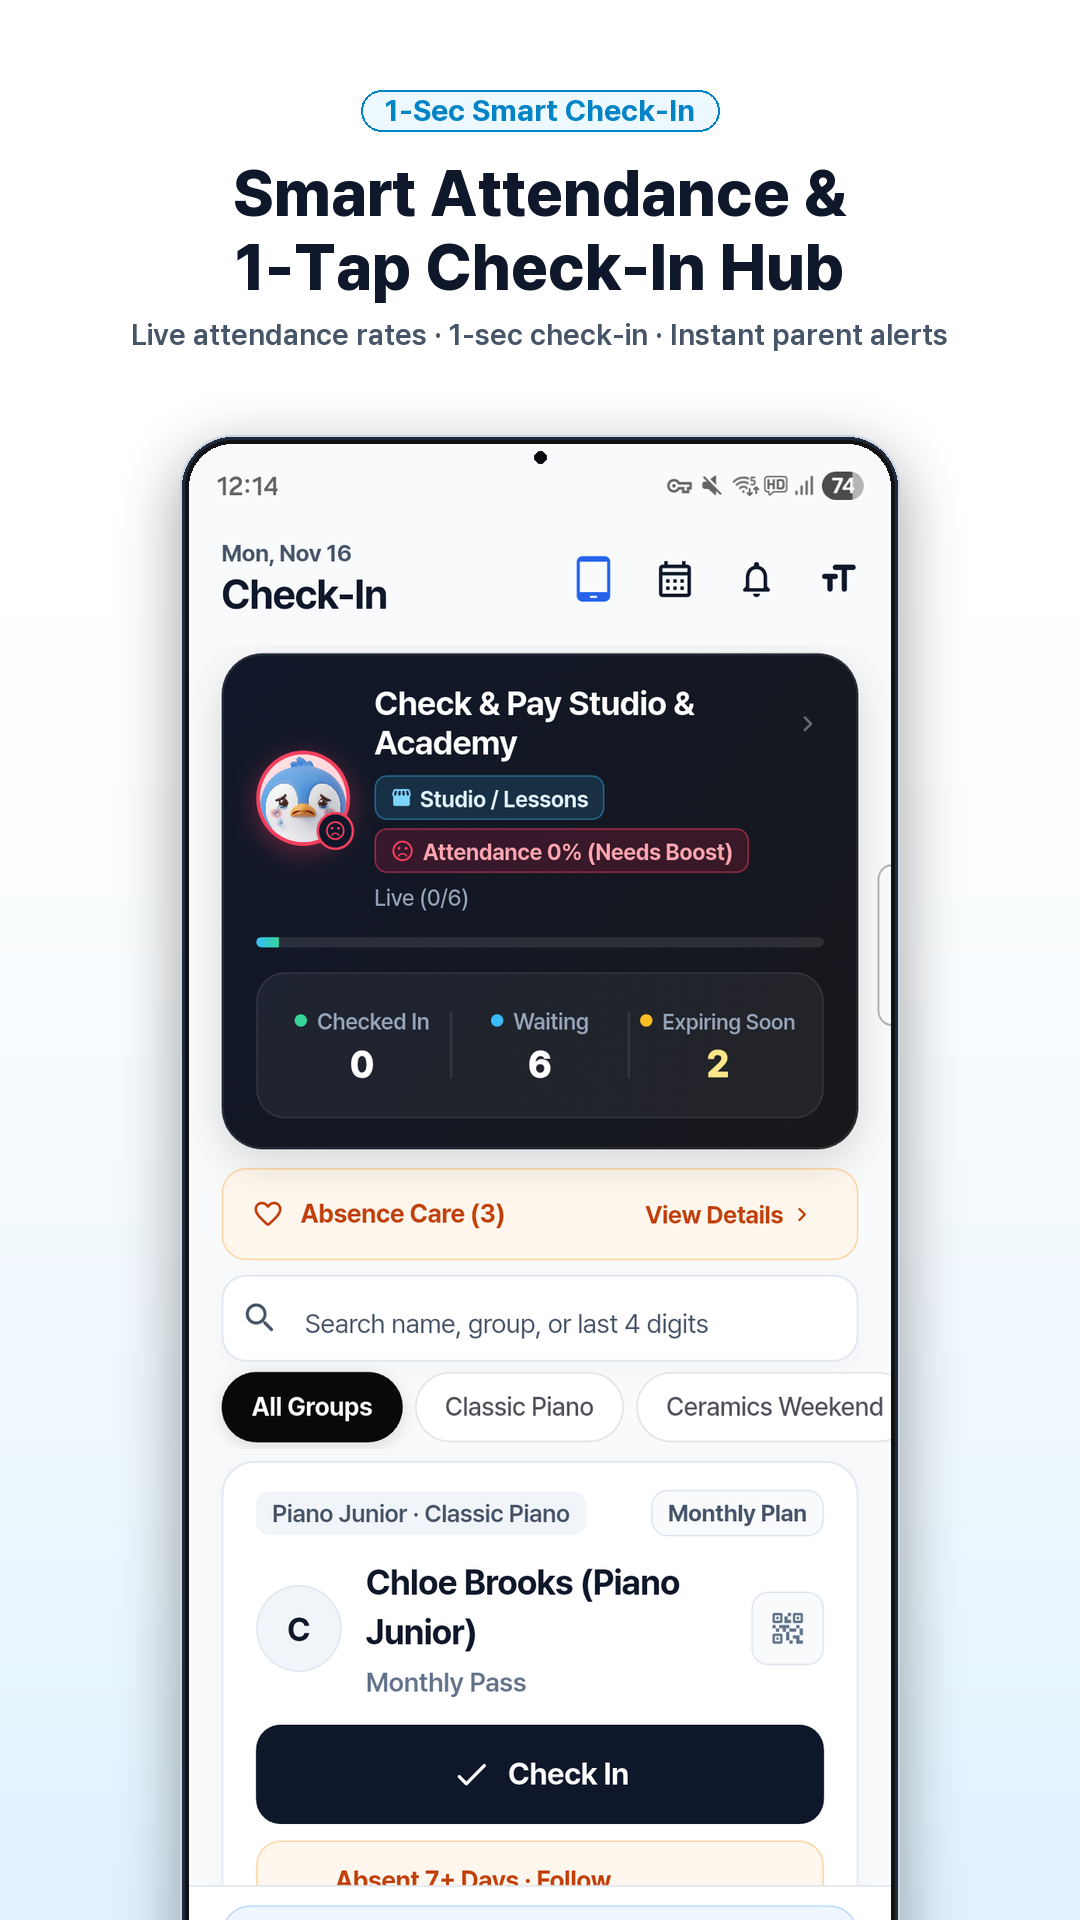 1-Sec Smart Check-In
Smart Attendance &
1-Tap Check-In Hub
Live attendance rates · 1-sec check-in · Instant parent alerts
12:14
5
HD
74
Mon, Nov 16
Check-In
TT
Check & Pay Studio &
Academy
Studio / Lessons
Attendance 0% (Needs Boost)
Live (0/6)
Checked In
0
Waiting
6
Expiring Soon
2
Absence Care (3)
View Details
Search name, group, or last 4 digits
All Groups
Classic Piano
Ceramics Weekend
Piano Junior · Classic Piano
Monthly Plan
C
Chloe Brooks (Piano
Junior)
Monthly Pass
Check In
Absent 7+ Days · Follow